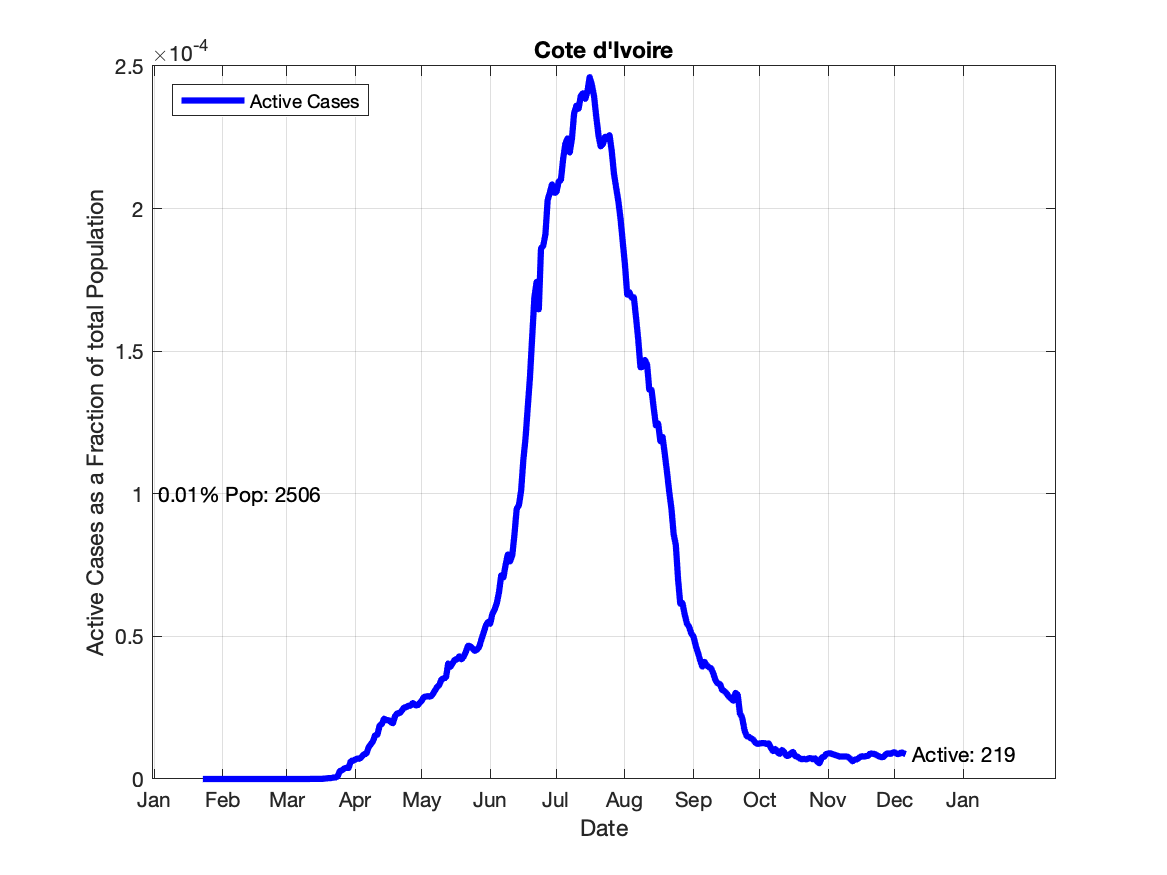 Cote d'Ivoire
×10-4
2.5
2
1.5
1
0.5
0
Active Cases as a Fraction of total Population
Active Cases
0.01% Pop: 2506
Active: 219
Jan Feb Mar Apr May Jun Jul Aug Sep Oct Nov Dec Jan
Date